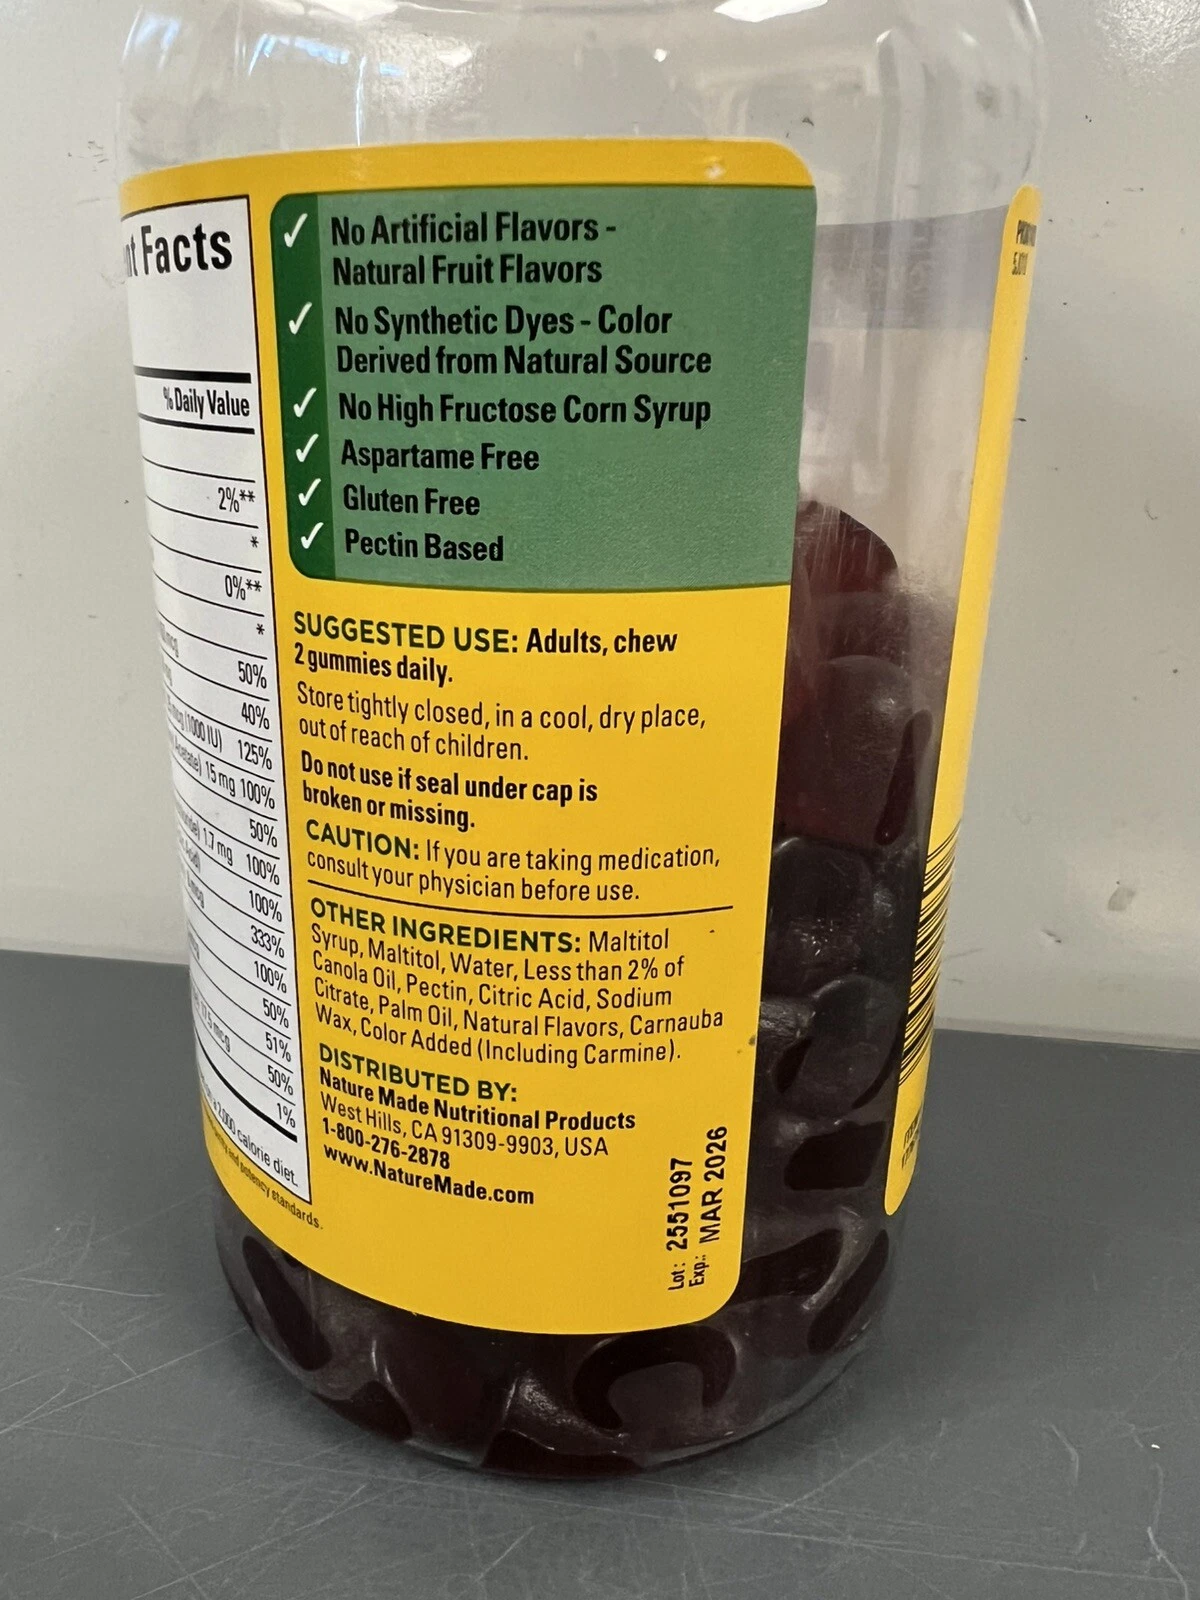 Facts
% Daily Value
2%**
*
0%**
*
50%
40%
(1000 IU) 125%
15 mg 100%
50%
1.7 mg 100%
100%
333%
100%
50%
51%
50%
1%
2,000 calorie diet.
and potency standards.
✓ No Artificial Flavors -
Natural Fruit Flavors
✓ No Synthetic Dyes - Color
Derived from Natural Source
✓ No High Fructose Corn Syrup
✓ Aspartame Free
✓ Gluten Free
✓ Pectin Based
SUGGESTED USE: Adults, chew
2 gummies daily.
Store tightly closed, in a cool, dry place,
out of reach of children.
Do not use if seal under cap is
broken or missing.
CAUTION: If you are taking medication,
consult your physician before use.
OTHER INGREDIENTS: Maltitol
Syrup, Maltitol, Water, Less than 2% of
Canola Oil, Pectin, Citric Acid, Sodium
Citrate, Palm Oil, Natural Flavors, Carnauba
Wax, Color Added (Including Carmine).
DISTRIBUTED BY:
Nature Made Nutritional Products
West Hills, CA 91309-9903, USA
1-800-276-2878
www.NatureMade.com
Lot: 2551097
Exp.: MAR 2026